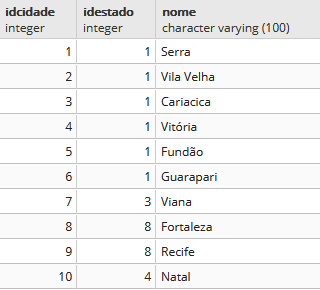 idcidade idestado nome
integer integer character varying (100)
1 1 Serra
2 1 Vila Velha
3 1 Cariacica
4 1 Vitória
5 1 Fundão
6 1 Guarapari
7 3 Viana
8 8 Fortaleza
9 8 Recife
10 4 Natal